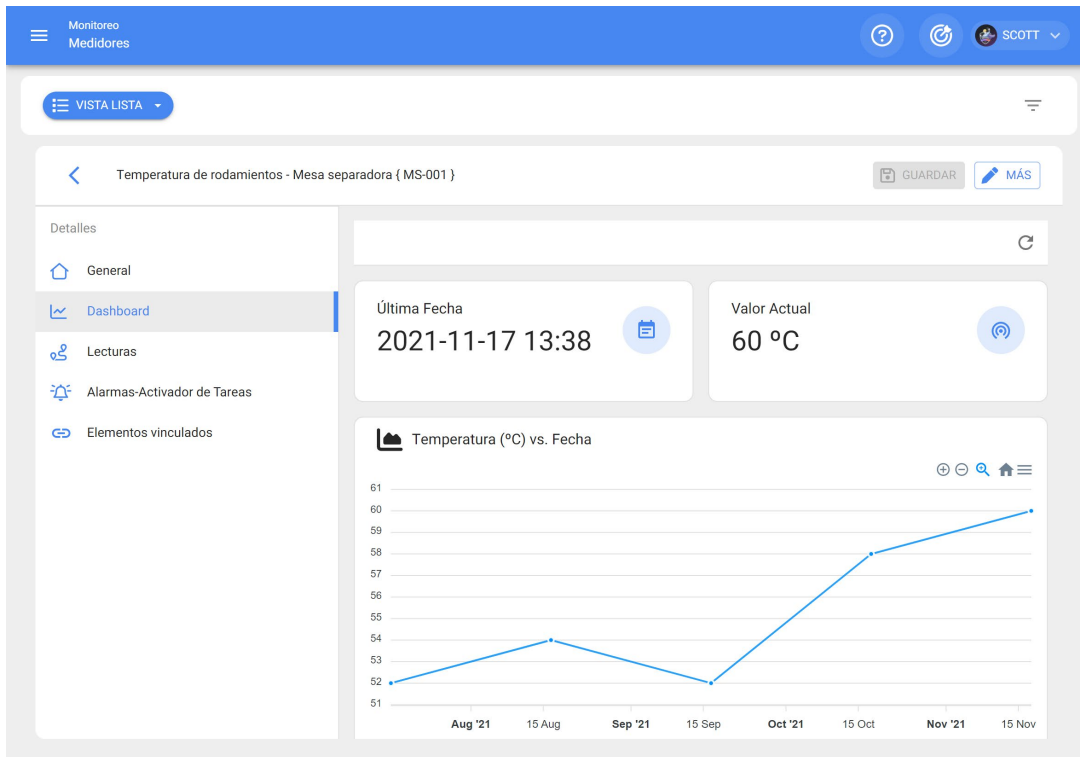 Monitoreo
Medidores
SCOTT
VISTA LISTA
Temperatura de rodamientos - Mesa separadora { MS-001 }
GUARDAR
MÁS
Detalles
General
Dashboard
Lecturas
Alarmas-Activador de Tareas
Elementos vinculados
Última Fecha
2021-11-17 13:38
Valor Actual
60 ºC
Temperatura (ºC) vs. Fecha
61
60
59
58
57
56
55
54
53
52
51
Aug '21 15 Aug Sep '21 15 Sep Oct '21 15 Oct Nov '21 15 Nov